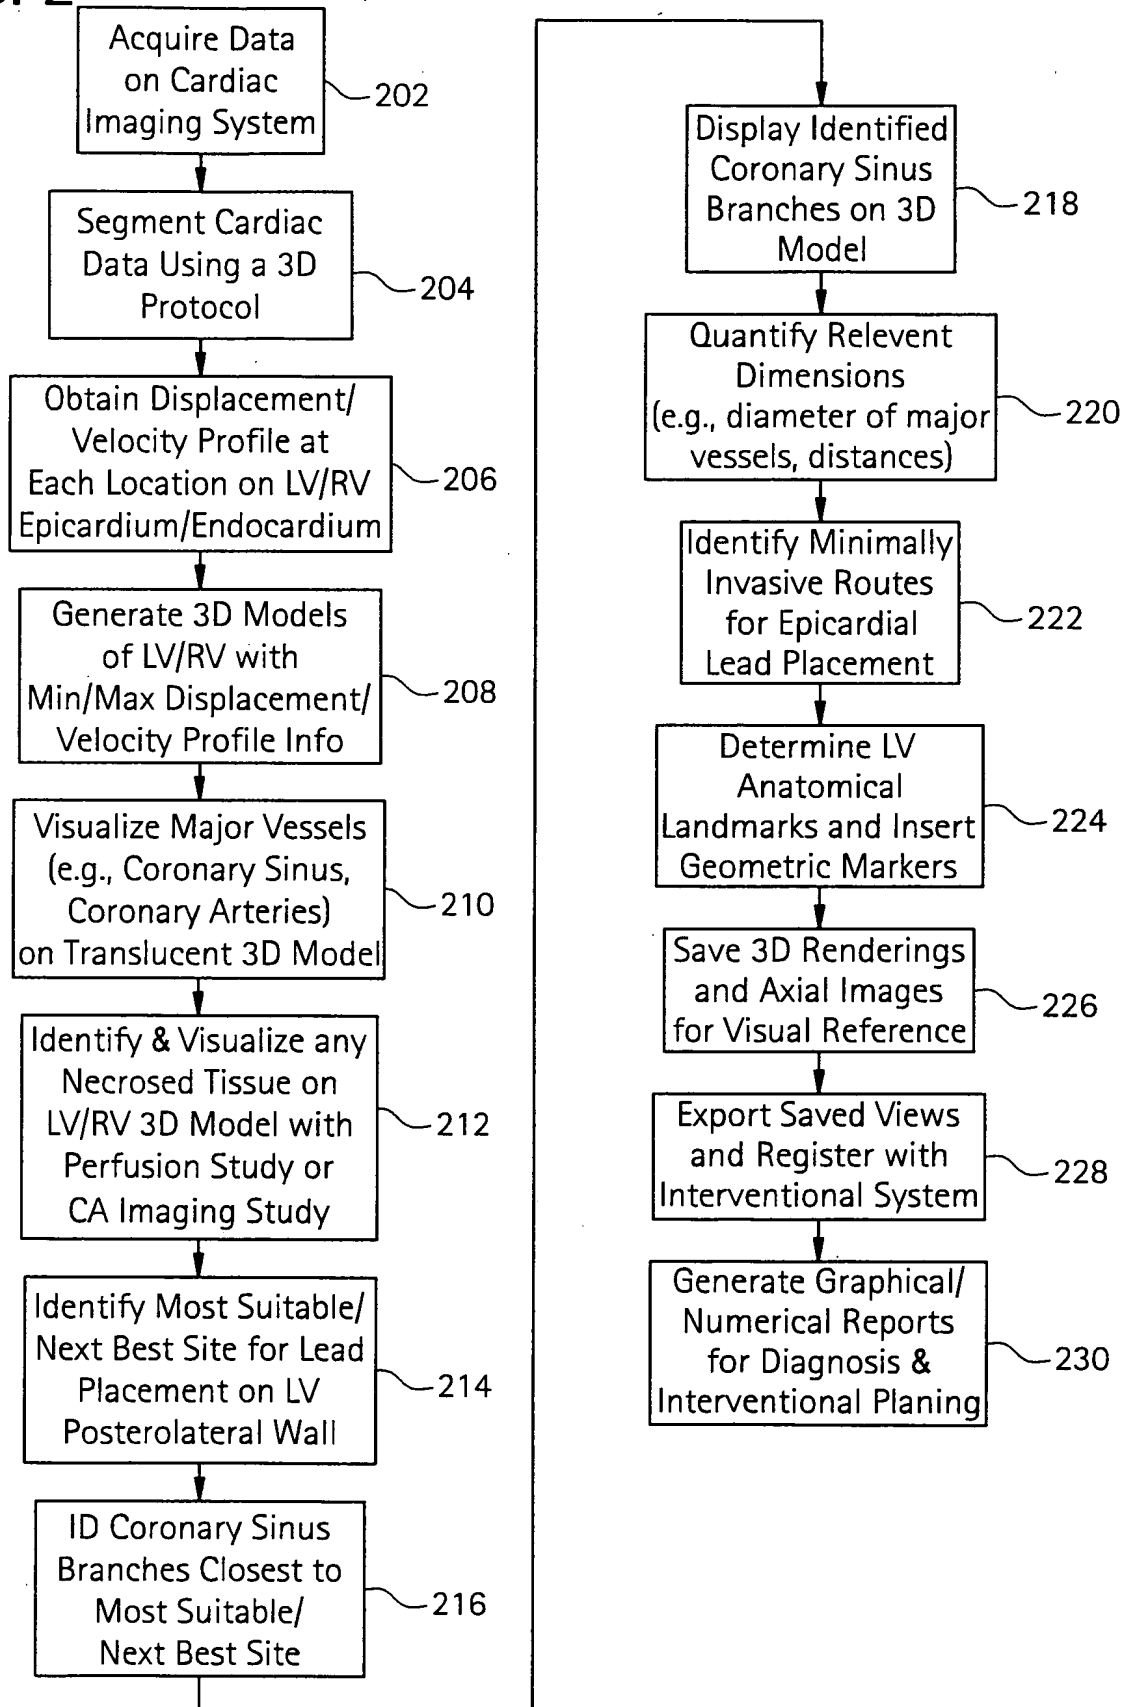 Acquire Data
on Cardiac
Imaging System
202
Segment Cardiac
Data Using a 3D
Protocol
204
Obtain Displacement/
Velocity Profile at
Each Location on LV/RV
Epicardium/Endocardium
206
Generate 3D Models
of LV/RV with
Min/Max Displacement/
Velocity Profile Info
208
Visualize Major Vessels
(e.g., Coronary Sinus,
Coronary Arteries)
on Translucent 3D Model
210
Identify & Visualize any
Necrosed Tissue on
LV/RV 3D Model with
Perfusion Study or
CA Imaging Study
212
Identify Most Suitable/
Next Best Site for Lead
Placement on LV
Posterolateral Wall
214
ID Coronary Sinus
Branches Closest to
Most Suitable/
Next Best Site
216
Display Identified
Coronary Sinus
Branches on 3D
Model
218
Quantify Relevent
Dimensions
(e.g., diameter of major
vessels, distances)
220
Identify Minimally
Invasive Routes
for Epicardial
Lead Placement
222
Determine LV
Anatomical
Landmarks and Insert
Geometric Markers
224
Save 3D Renderings
and Axial Images
for Visual Reference
226
Export Saved Views
and Register with
Interventional System
228
Generate Graphical/
Numerical Reports
for Diagnosis &
Interventional Planing
230